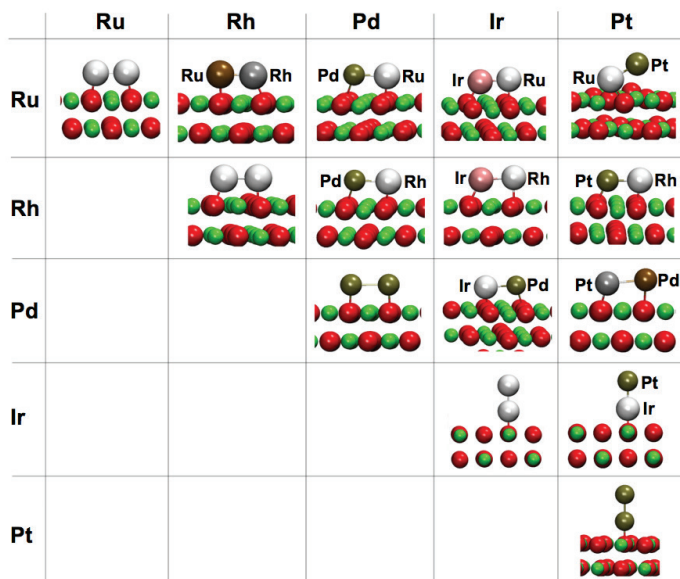 Ru Rh Pd Ir Pt
Ru Ru Rh Pd Ru Ir Ru Ru Pt
Rh Pd Rh Ir Rh Pt Rh
Pd Ir Pd Pt Pd
Ir Pt Ir
Pt